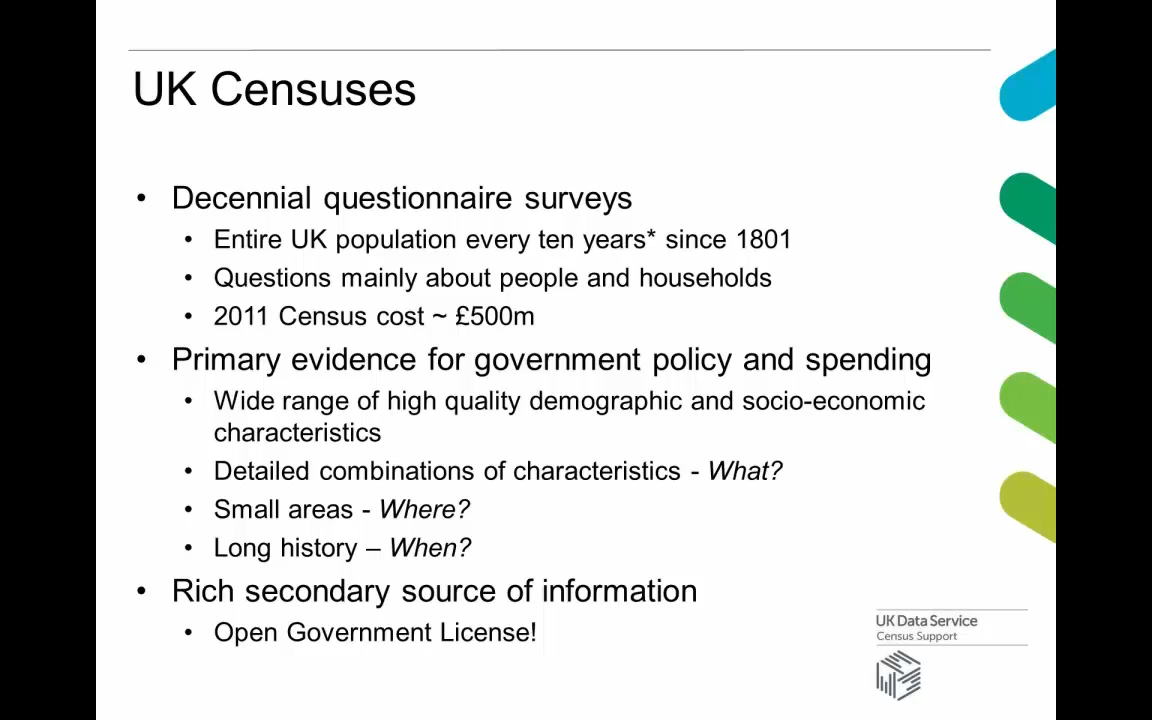 UK Censuses
• Decennial questionnaire surveys
• Entire UK population every ten years* since 1801
• Questions mainly about people and households
• 2011 Census cost ~ £500m
• Primary evidence for government policy and spending
• Wide range of high quality demographic and socio-economic
characteristics
• Detailed combinations of characteristics - What?
• Small areas - Where?
• Long history – When?
• Rich secondary source of information
• Open Government License!
UK Data Service
Census Support